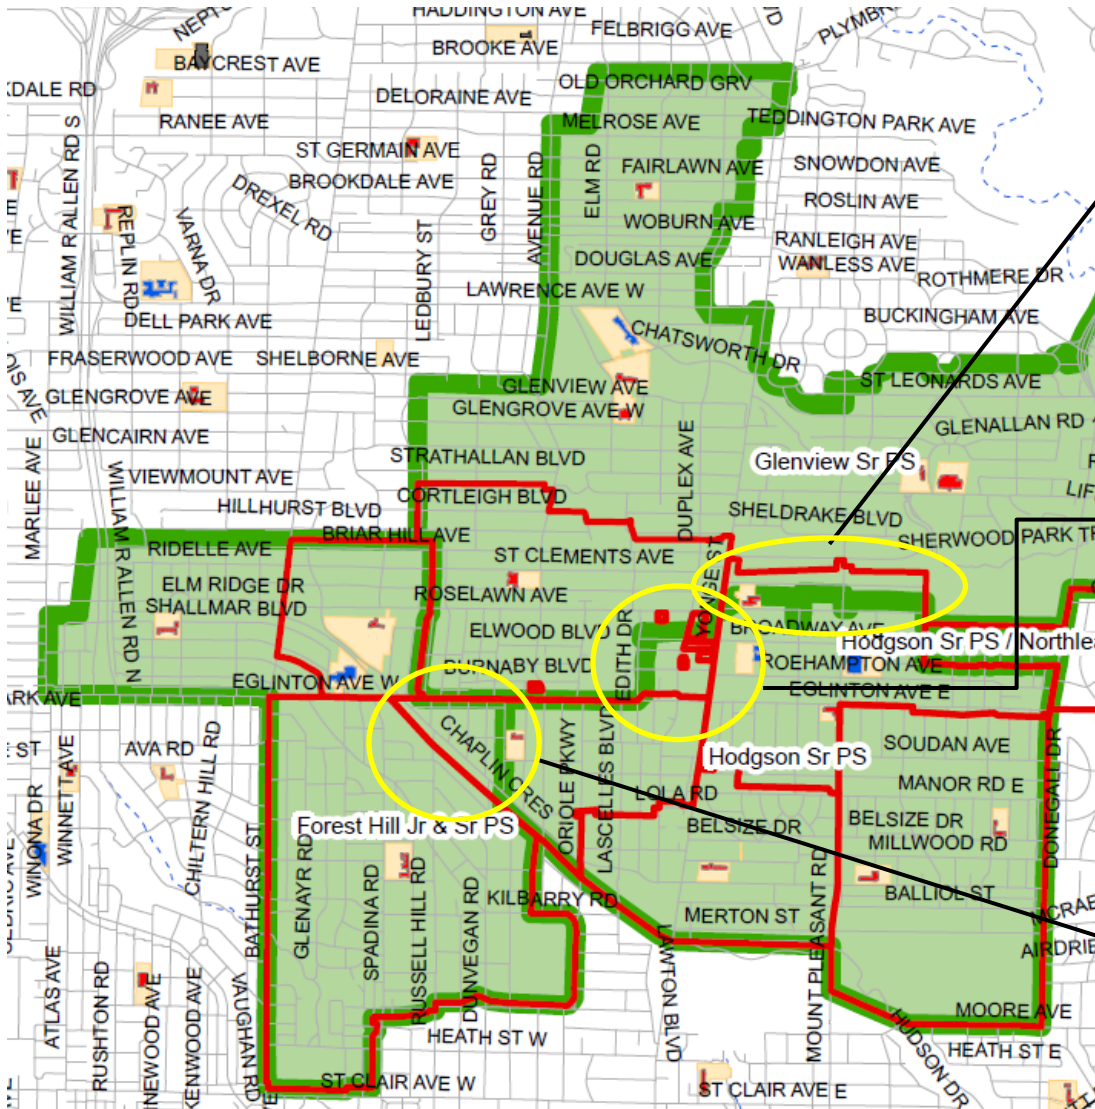 HADDINGTON AVE
FELBRIGG AVE
BROOKE AVE
BAYCREST AVE
OLD ORCHARD GRV
KDALE RD
DELORAINE AVE
RANEE AVE
MELROSE AVE
TEDDINGTON PARK AVE
ST GERMAIN AVE
FAIRLAWN AVE
SNOWDON AVE
BROOKDALE AVE
DREXEL RD
GREY RD
AVENUE RD
ELM RD
ROSLIN AVE
WILLIAM R ALLEN RD S
REPLIN RD
VARNA DR
LEDBURY ST
WOBURN AVE
RANLEIGH AVE
DOUGLAS AVE
WANLESS AVE
ROTHMERE DR
LAWRENCE AVE W
DELL PARK AVE
BUCKINGHAM AVE
CHATSWORTH DR
FRASERWOOD AVE
SHELBORNE AVE
ST LEONARDS AVE
GLENVIEW AVE
GLENGROVE AVE
GLENGROVE AVE W
GLENALLAN RD
GLENCAIRN AVE
DUPLEX AVE
STRATHALLAN BLVD
Glenview Sr PS
MARLEE AVE
VIEWMOUNT AVE
WILLIAM R ALLEN RD N
CORTLEIGH BLVD
HILLHURST BLVD
SHELDRAKE BLVD
BRIAR HILL AVE
SHERWOOD PARK TR
RIDELLE AVE
ST CLEMENTS AVE
YONGE ST
ELM RIDGE DR
ROSELAWN AVE
SHALLMAR BLVD
ELWOOD BLVD
EDITH DR
BROADWAY AVE
Hodgson Sr PS / Northlea
BURNABY BLVD
ROEHAMPTON AVE
EGLINTON AVE W
EGLINTON AVE E
ARK AVE
CHAPLIN CRES
ORIOLE PKWY
LASCELLES BLVD
AVA RD
SOUDAN AVE
Hodgson Sr PS
WINONA DR
WINNETT AVE
CHILTERN HILL RD
MANOR RD E
LOLA RD
DONEGALL DR
Forest Hill Jr & Sr PS
BELSIZE DR
BELSIZE DR
MILLWOOD RD
BATHURST ST
GLENAYR RD
SPADINA RD
RUSSELL HILL RD
DUNVEGAN RD
KILBARRY RD
BALLIOL ST
MERTON ST
MOUNT PLEASANT RD
MCRAE
AIRDRIE
LAWTON BLVD
ATLAS AVE
RUSHTON RD
NEWOOD AVE
KENWOOD AVE
VAUGHAN RD
MOORE AVE
HUDSON DR
HEATH ST W
HEATH ST E
ST CLAIR AVE W
ST CLAIR AVE E